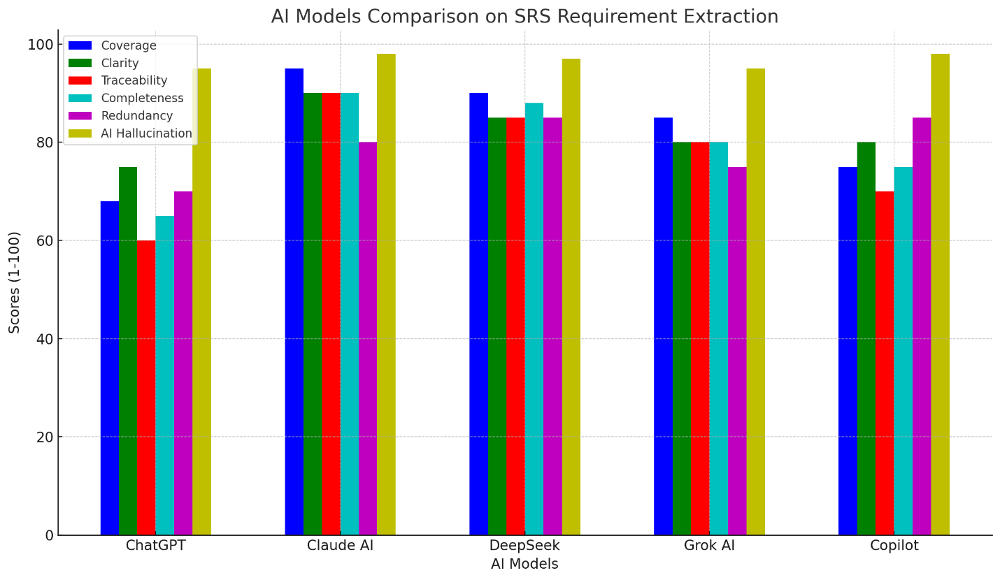 AI Models Comparison on SRS Requirement Extraction
100
80
60
40
20
0
Scores (1-100)
Coverage
Clarity
Traceability
Completeness
Redundancy
AI Hallucination
ChatGPT
Claude AI
DeepSeek
Grok AI
Copilot
AI Models